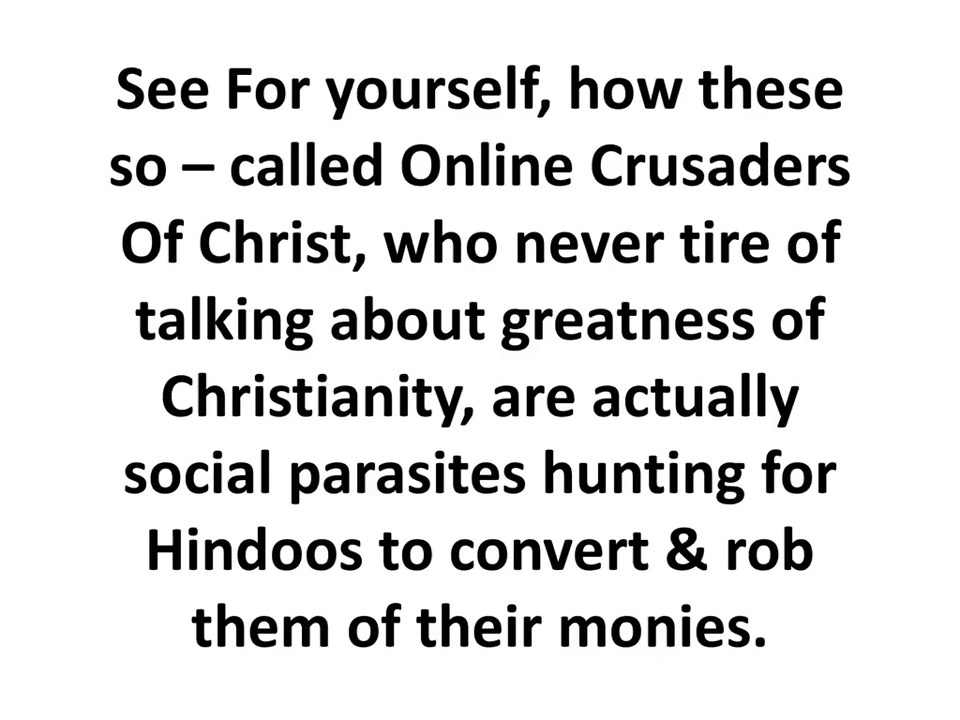 See For yourself, how these
so – called Online Crusaders
Of Christ, who never tire of
talking about greatness of
Christianity, are actually
social parasites hunting for
Hindoos to convert & rob
them of their monies.